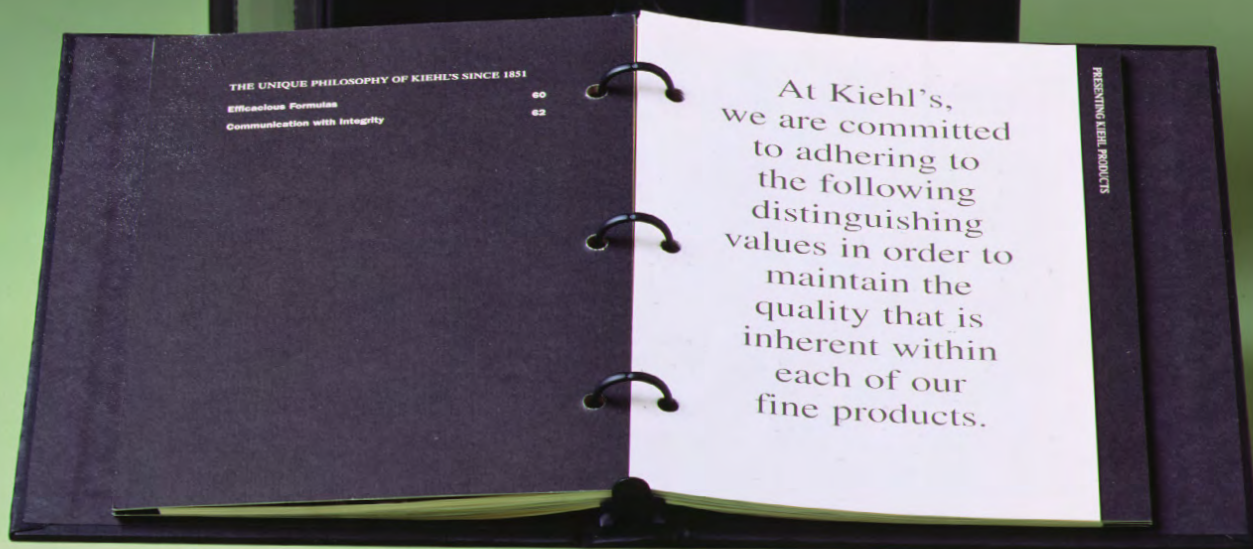 THE UNIQUE PHILOSOPHY OF KIEHL'S SINCE 1851
Efficacious Formulas 60
Communication with Integrity 62
At Kiehl's,
we are committed
to adhering to
the following
distinguishing
values in order to
maintain the
quality that is
inherent within
each of our
fine products.
PRESENTING KIEHL PRODUCTS